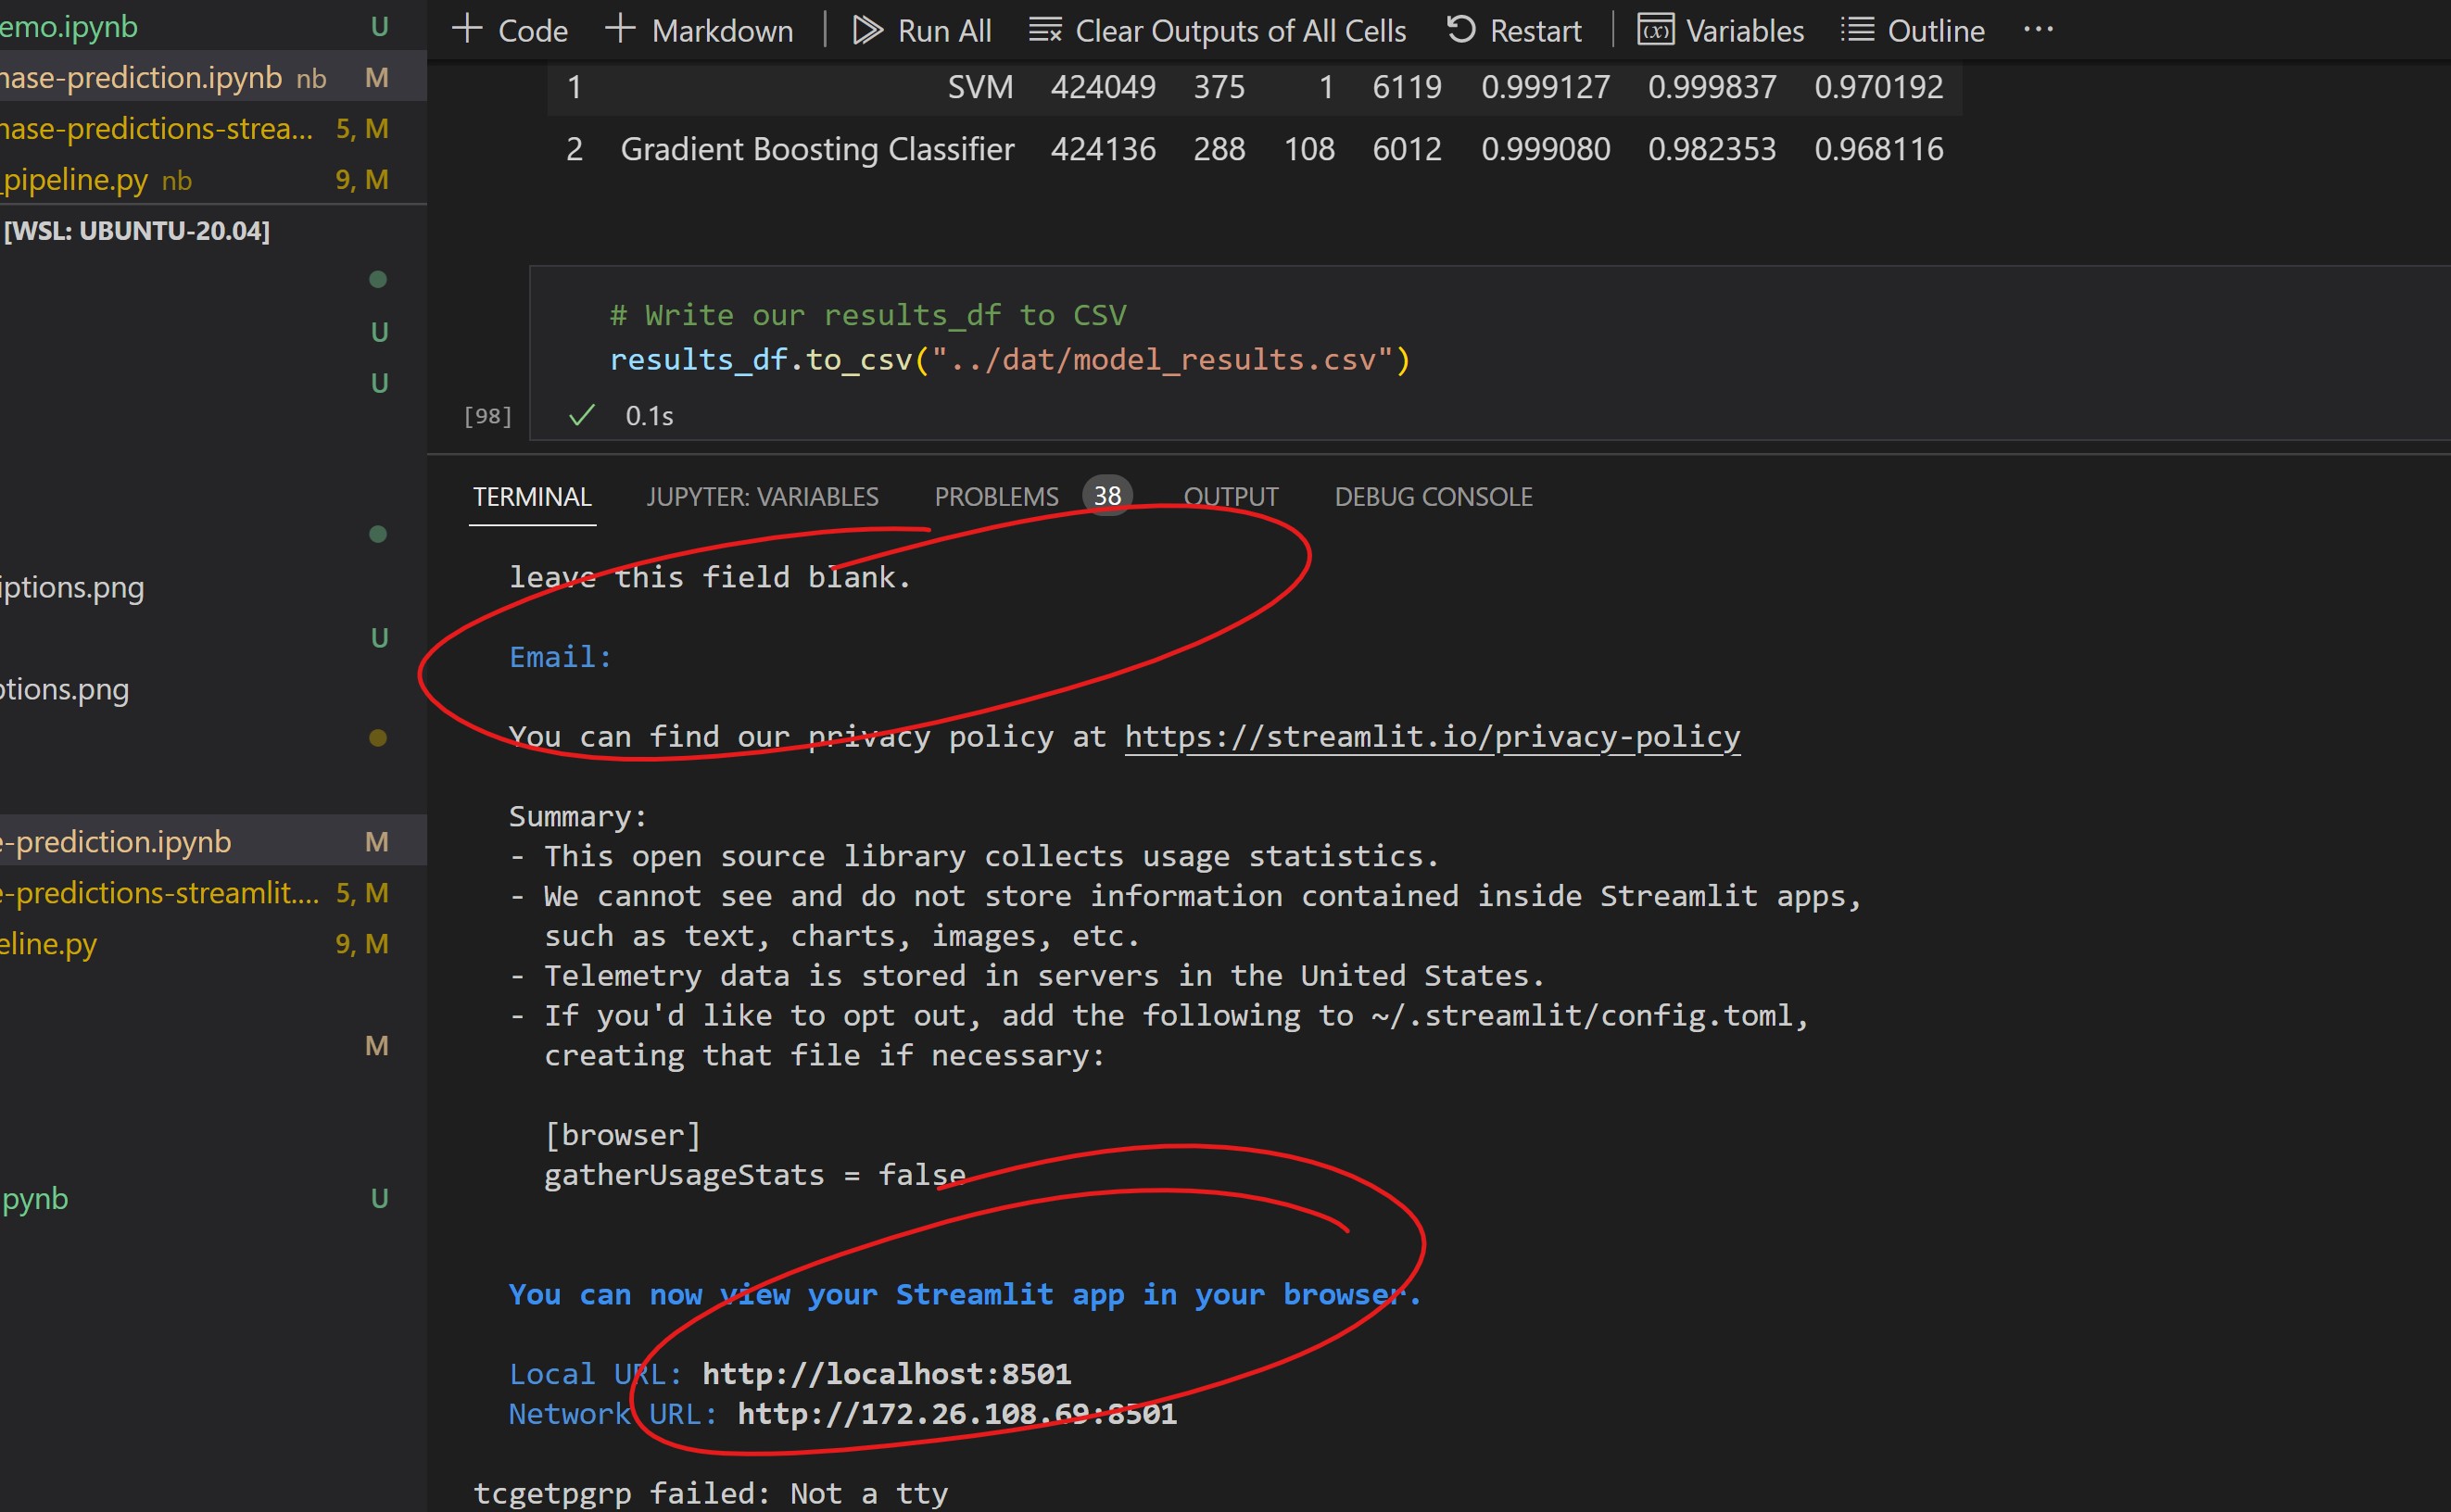 emo.ipynb U
Code Markdown Run All Clear Outputs of All Cells Restart Variables Outline ...
nase-prediction.ipynb nb M
nase-predictions-strea... 5, M
_pipeline.py nb 9, M
[WSL: UBUNTU-20.04]
U
U
iptions.png
U
otions.png
e-prediction.ipynb M
e-predictions-streamlit.... 5, M
eline.py 9, M
M
pynb U
1 SVM 424049 375 1 6119 0.999127 0.999837 0.970192
2 Gradient Boosting Classifier 424136 288 108 6012 0.999080 0.982353 0.968116
# Write our results_df to CSV
results_df.to_csv("../dat/model_results.csv")
[98] ✓ 0.1s
TERMINAL JUPYTER: VARIABLES PROBLEMS 38 OUTPUT DEBUG CONSOLE
leave this field blank.
Email:
You can find our privacy policy at https://streamlit.io/privacy-policy
Summary:
- This open source library collects usage statistics.
- We cannot see and do not store information contained inside Streamlit apps,
such as text, charts, images, etc.
- Telemetry data is stored in servers in the United States.
- If you'd like to opt out, add the following to ~/.streamlit/config.toml,
creating that file if necessary:
[browser]
gatherUsageStats = false
You can now view your Streamlit app in your browser.
Local URL: http://localhost:8501
Network URL: http://172.26.108.69:8501
tcgetpgrp failed: Not a tty